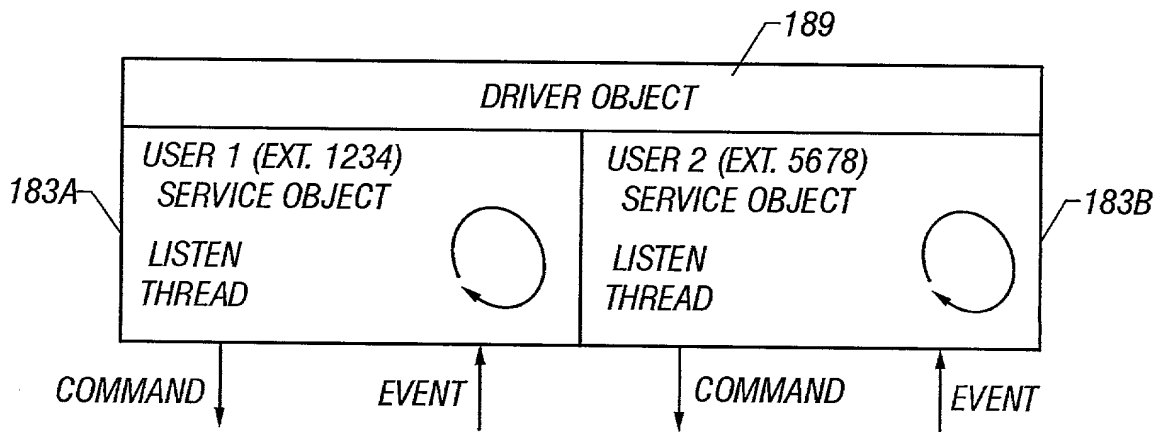 189
DRIVER OBJECT
USER 1 (EXT. 1234)
SERVICE OBJECT
LISTEN
THREAD
183A
USER 2 (EXT. 5678)
SERVICE OBJECT
LISTEN
THREAD
183B
COMMAND
EVENT
COMMAND
EVENT